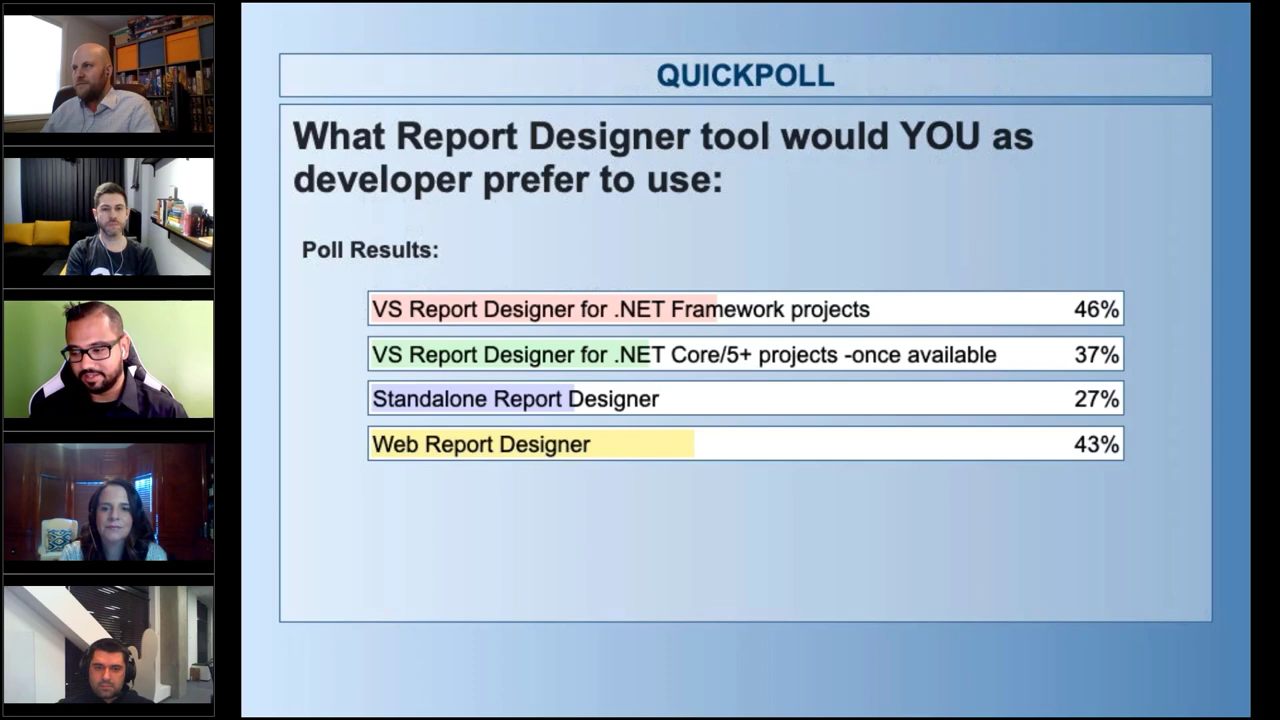 QUICKPOLL
What Report Designer tool would YOU as
developer prefer to use:
Poll Results:
VS Report Designer for .NET Framework projects 46%
VS Report Designer for .NET Core/5+ projects -once available 37%
Standalone Report Designer 27%
Web Report Designer 43%